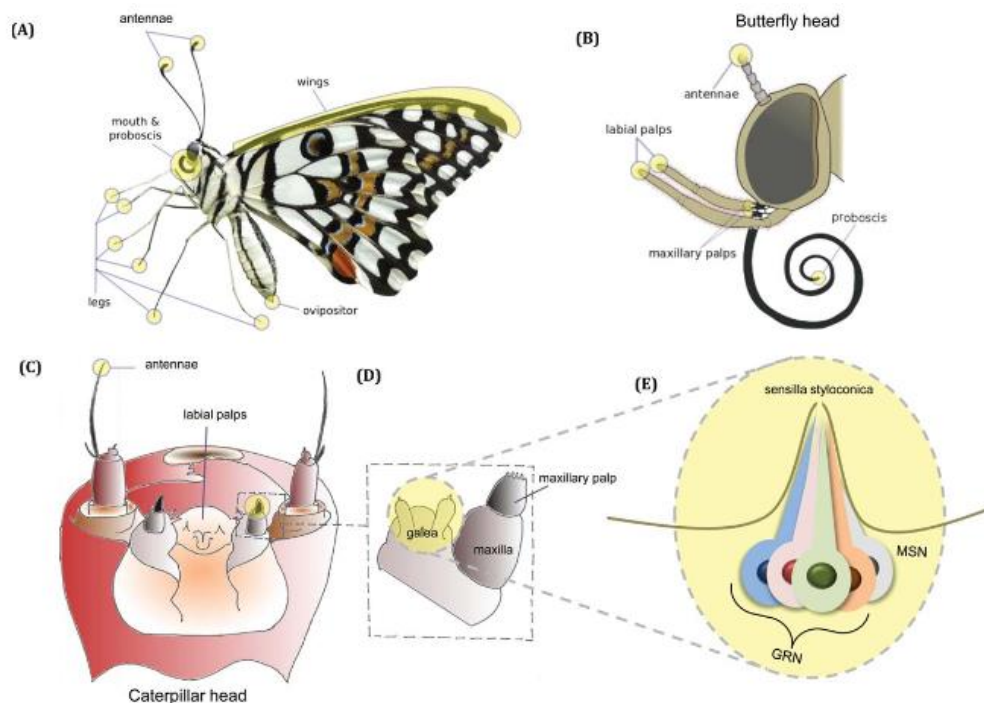 (A)
antennae
wings
mouth &
proboscis
legs
ovipositor
Butterfly head
(B)
antennae
labial palps
maxillary palps
proboscis
(C)
antennae
labial palps
Caterpillar head
(D)
maxillary palp
galea
maxilla
(E)
sensilla styloconica
MSN
GRN